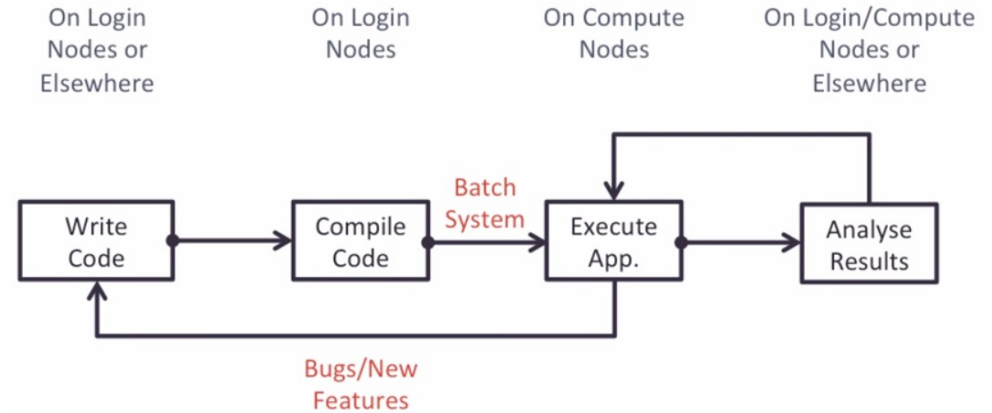 On Login
Nodes or
Elsewhere
On Login
Nodes
On Compute
Nodes
On Login/Compute
Nodes or
Elsewhere
Write
Code
Compile
Code
Batch
System
Execute
App.
Analyse
Results
Bugs/New
Features